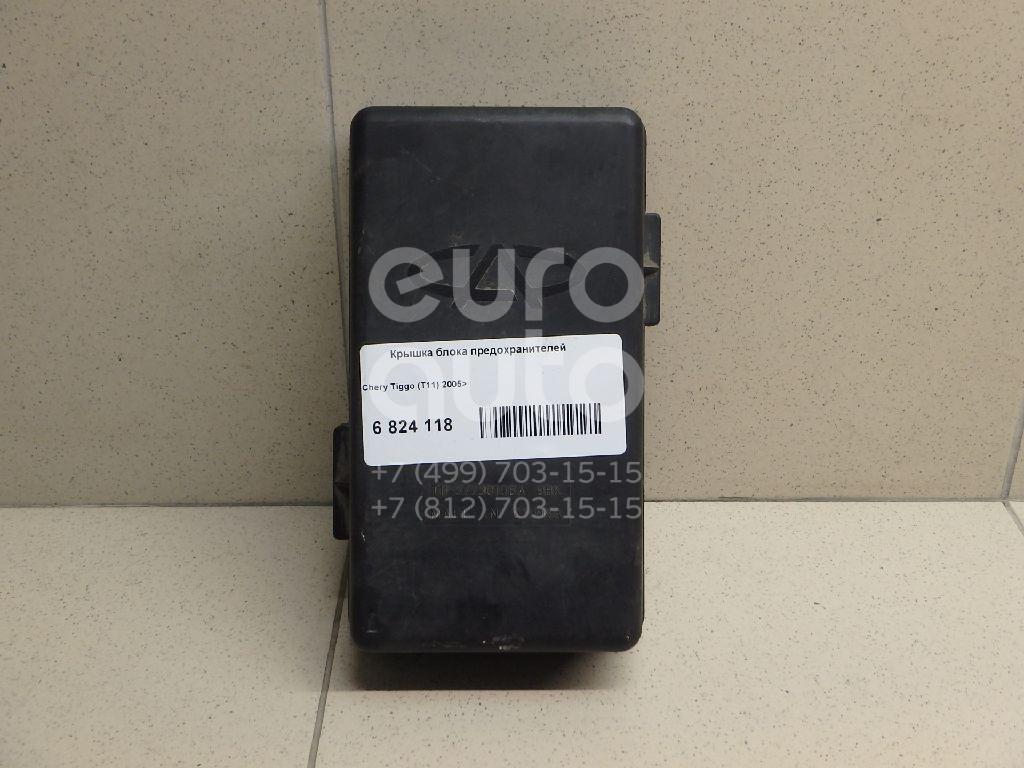 euro
auto
Крышка блока предохранителей
Chery Tiggo (T11) 2005>
6 824 118
+7 (499) 703-15-15
+7 (812) 703-15-15